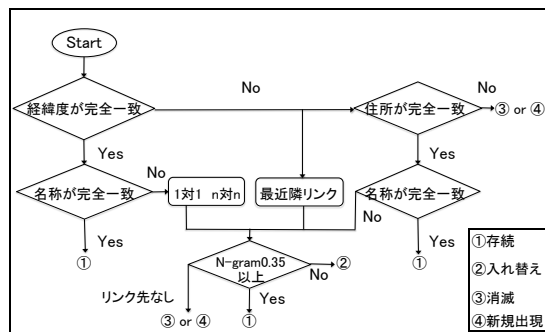 Start
No
No
経緯度が完全一致
住所が完全一致
③ or ④
Yes
Yes
No
名称が完全一致
1対1 n対n
最近隣リンク
名称が完全一致
No
Yes
Yes
①
N-gram0.35
以上
②
No
①
リンク先なし
Yes
③ or ④
①
①存続
②入れ替え
③消滅
④新規出現